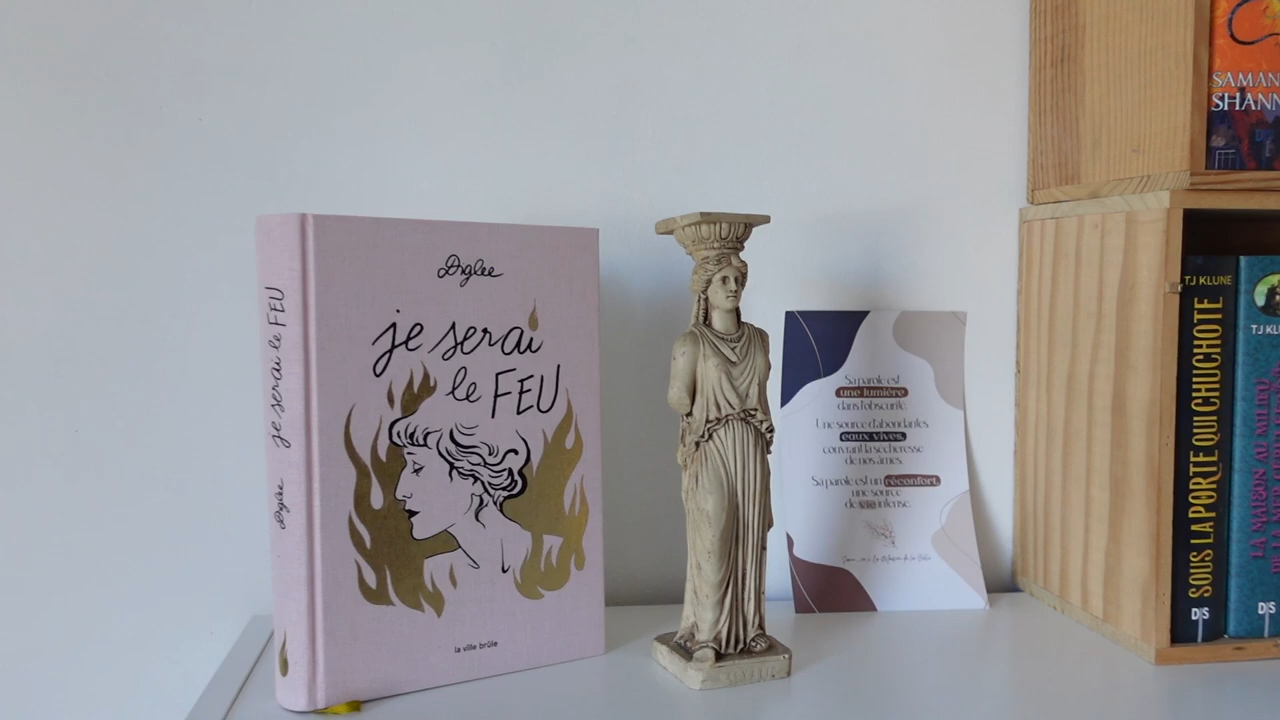 Diglee
je serai
le FEU
la ville brûle
je serai le FEU
Diglee
Sa parole est
une lumière
dans l'obscurité.
Une source d'abondantes
eaux vives,
couvrant la sécheresse
de nos âmes.
Sa parole est un réconfort,
une source
de vie intense.
SAMAN
SHANN
TJ KLUNE
SOUS LA PORTE QUI CHUCHOTE
D|S
TJ KLU
LA MAISON AU MILIEU
D|S